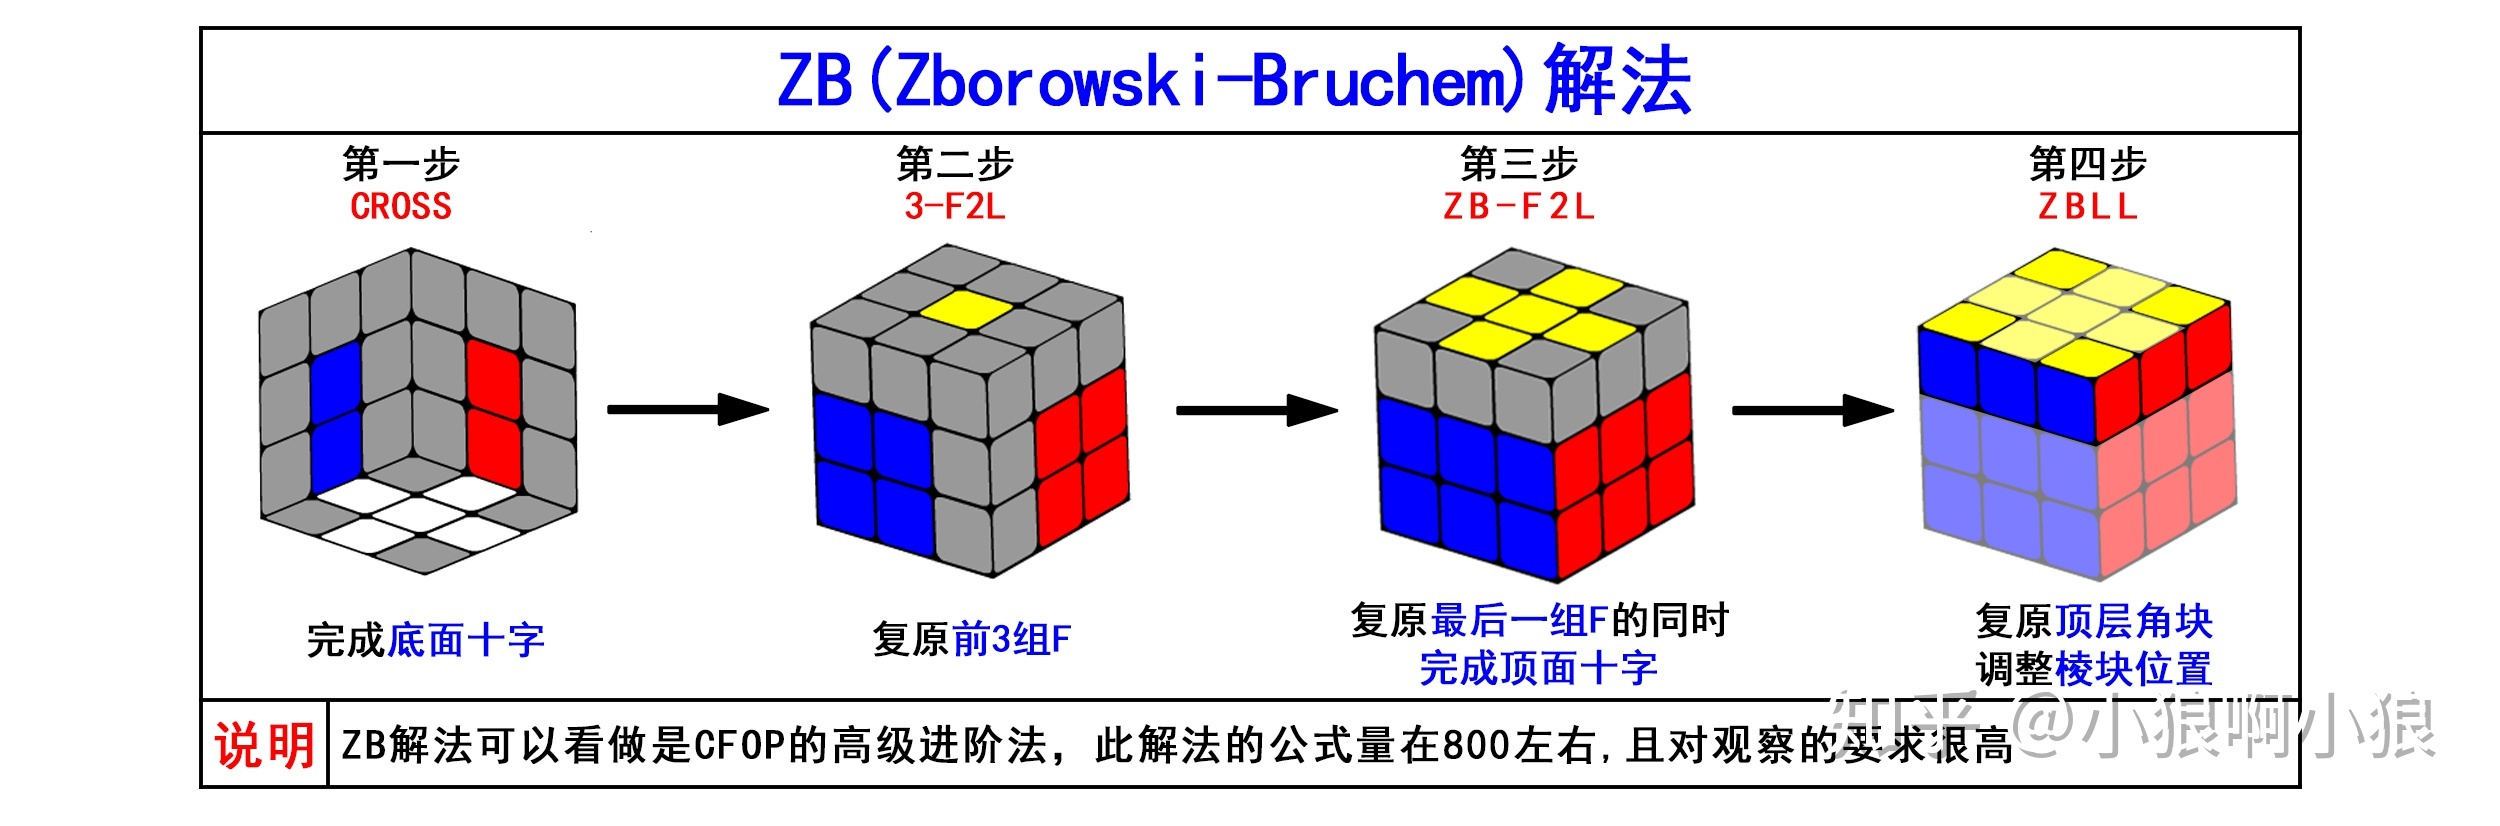 ZB(Zborowski-Bruchem)解法
第一步
CROSS
第二步
3-F2L
第三步
ZB-F2L
第四步
ZBLL
完成底面十字
复原前3组F
复原最后一组F的同时
完成顶面十字
复原顶层角块
调整棱块位置
说明
ZB解法可以看做是CFOP的高级进阶法，此解法的公式量在800左右,且对观察的要求很高
知乎 @小狼啊小狼